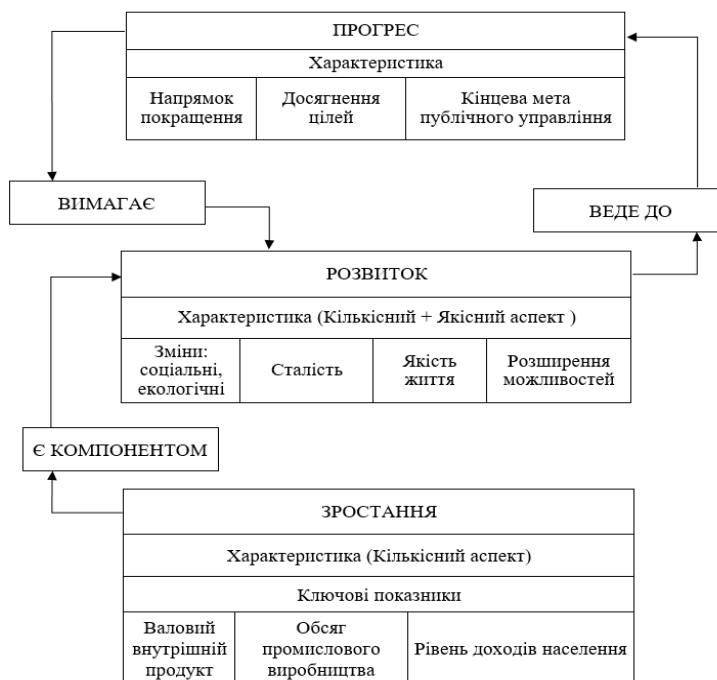 ПРОГРЕС
Характеристика
Напрямок
покращення
Досягнення
цілей
Кінцева мета
публічного управління
ВИМАГАЄ
ВЕДЕ ДО
РОЗВИТОК
Характеристика (Кількісний + Якісний аспект )
Зміни:
соціальні,
екологічні
Сталість
Якість
життя
Розширення
можливостей
Є КОМПОНЕНТОМ
ЗРОСТАННЯ
Характеристика (Кількісний аспект)
Ключові показники
Валовий
внутрішній
продукт
Обсяг
промислового
виробництва
Рівень доходів населення